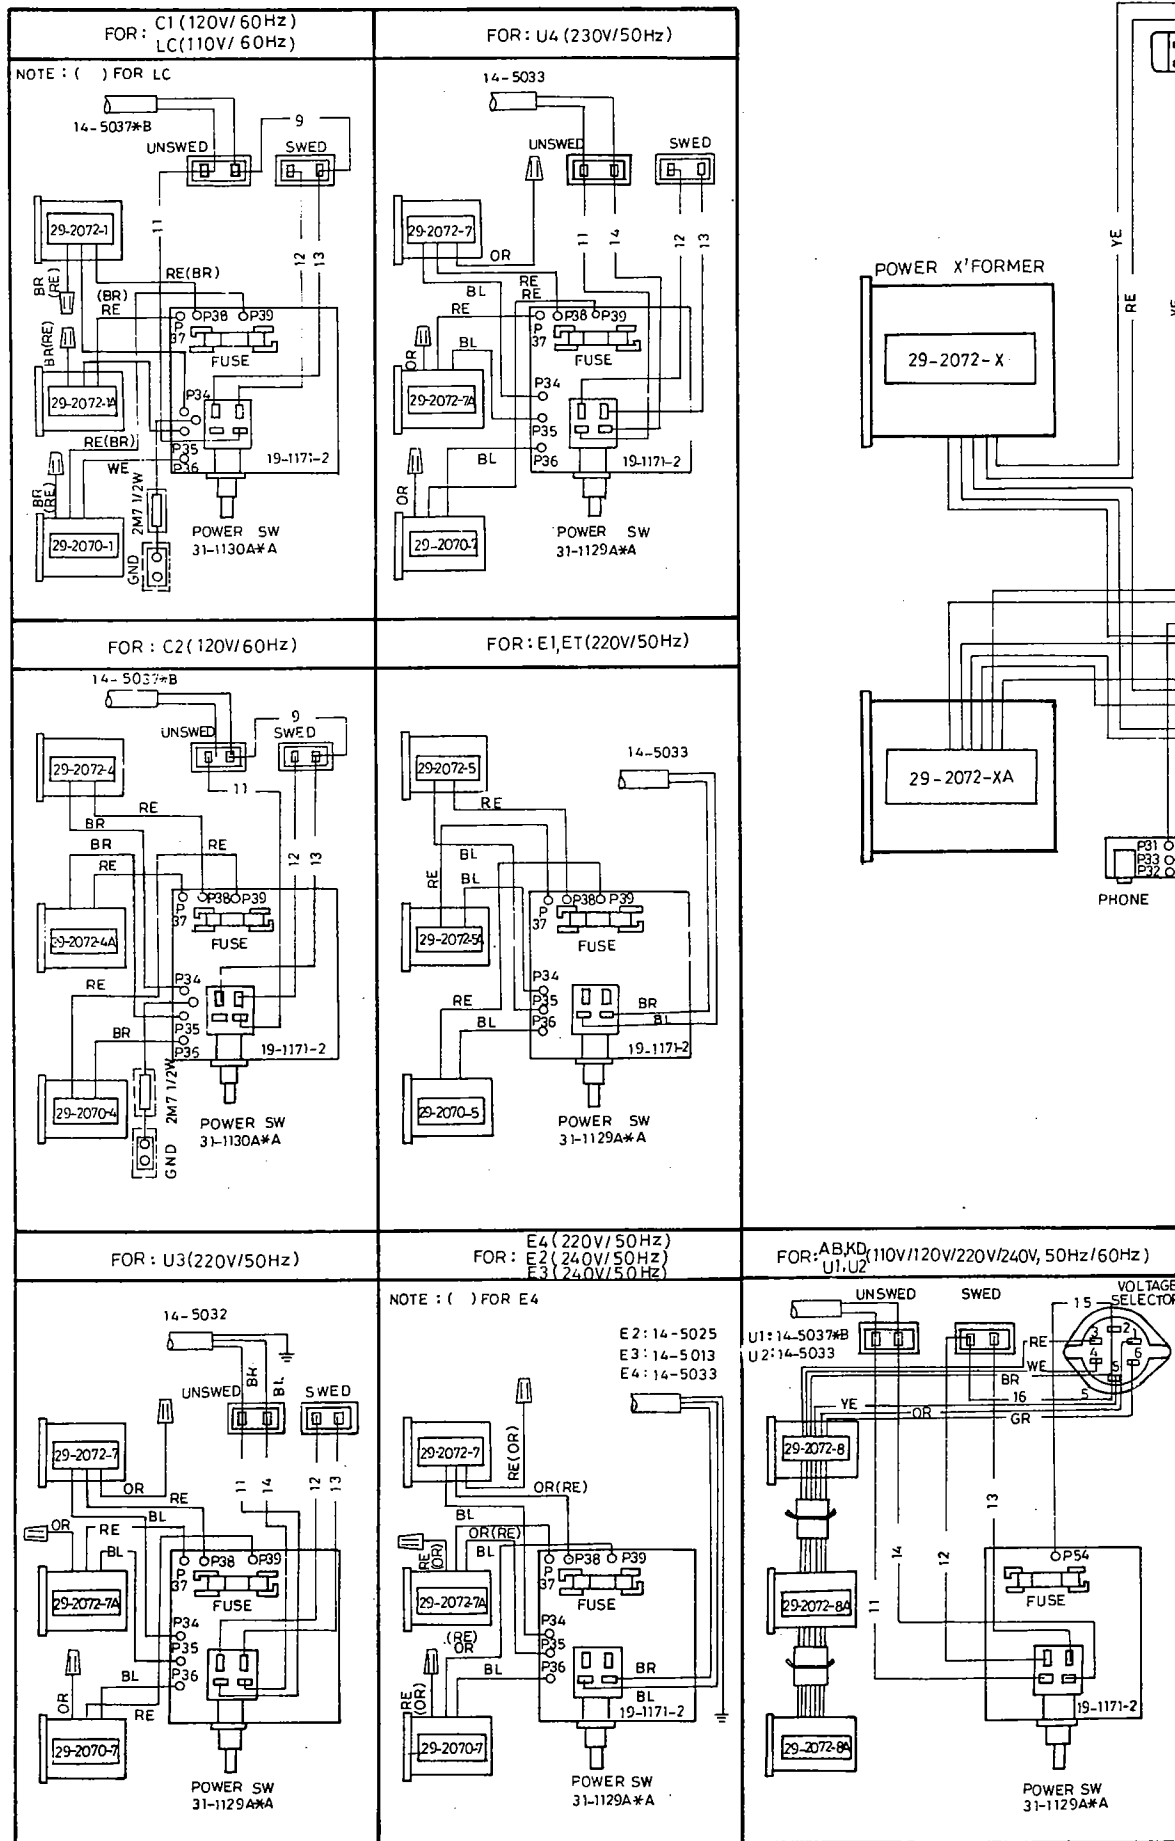 FOR: C1 (120V/60Hz)
LC(110V/60Hz)
NOTE: (   ) FOR LC
14-5037*B
9
UNSWED
SWED
11
12
13
29-2072-1
BR
(RE)
RE(BR)
(BR)
RE
BR(RE)
P
37
P38
P39
FUSE
29-2072-1A
P34
RE(BR)
P35
P36
WE
19-1171-2
BR
(RE)
2M7 1/2W
29-2070-1
GND
POWER SW
31-1130A*A
FOR: U4 (230V/50Hz)
14-5033
UNSWED
SWED
29-2072-7
OR
11
14
12
13
BL
RE
RE
RE
P
37
P38
P39
FUSE
OR
BL
29-2072-7A
P34
P35
P36
BL
19-1171-2
OR
29-2070-7
POWER SW
31-1129A*A
POWER X'FORMER
29-2072-X
YE
RE
29-2072-XA
P31
P33
P32
PHONE
FOR: C2(120V/60Hz)
14-5037*B
9
UNSWED
SWED
29-2072-4
11
RE
BR
BR
RE
RE
12
13
P
37
P38
P39
FUSE
29-2072-4A
P34
RE
P35
BR
P36
19-1171-2
29-2070-4
2M7 1/2W
GND
POWER SW
31-1130A*A
FOR: E1,ET(220V/50Hz)
14-5033
29-2072-5
RE
BL
RE
BL
P
37
P38
P39
FUSE
29-2072-5A
P34
RE
P35
BR
BL
P36
BL
19-1171-2
29-2070-5
POWER SW
31-1129A*A
FOR: U3(220V/50Hz)
14-5032
BR
BL
UNSWED
SWED
29-2072-7
OR
11
14
12
13
RE
BL
OR
RE
BL
P
37
P38
P39
FUSE
29-2072-7A
P34
P35
P36
BL
OR
RE
19-1171-2
29-2070-7
POWER SW
31-1129A*A
E4(220V/50Hz)
FOR: E2(240V/50Hz)
E3(240V/50Hz)
NOTE: (   ) FOR E4
E2: 14-5025
E3: 14-5013
E4: 14-5033
29-2072-7
RE(OR)
OR(RE)
BL
OR(RE)
BL
RE
(OR)
P
37
P38
P39
FUSE
29-2072-7A
P34
(RE)
OR
P35
P36
BL
BR
BL
RE
(OR)
19-1171-2
29-2070-7
POWER SW
31-1129A*A
FOR: AB,KD (110V/120V/220V/240V, 50Hz/60Hz)
U1,U2
VOLTAGE
SELECTOR
UNSWED
SWED
15
U1: 14-5037*B
U2: 14-5033
RE
WE
BR
3
2
1
4
6
5
S
16
YE
OR
GR
29-2072-8
13
14
12
11
P54
FUSE
29-2072-8A
19-1171-2
29-2072-8A
POWER SW
31-1129A*A